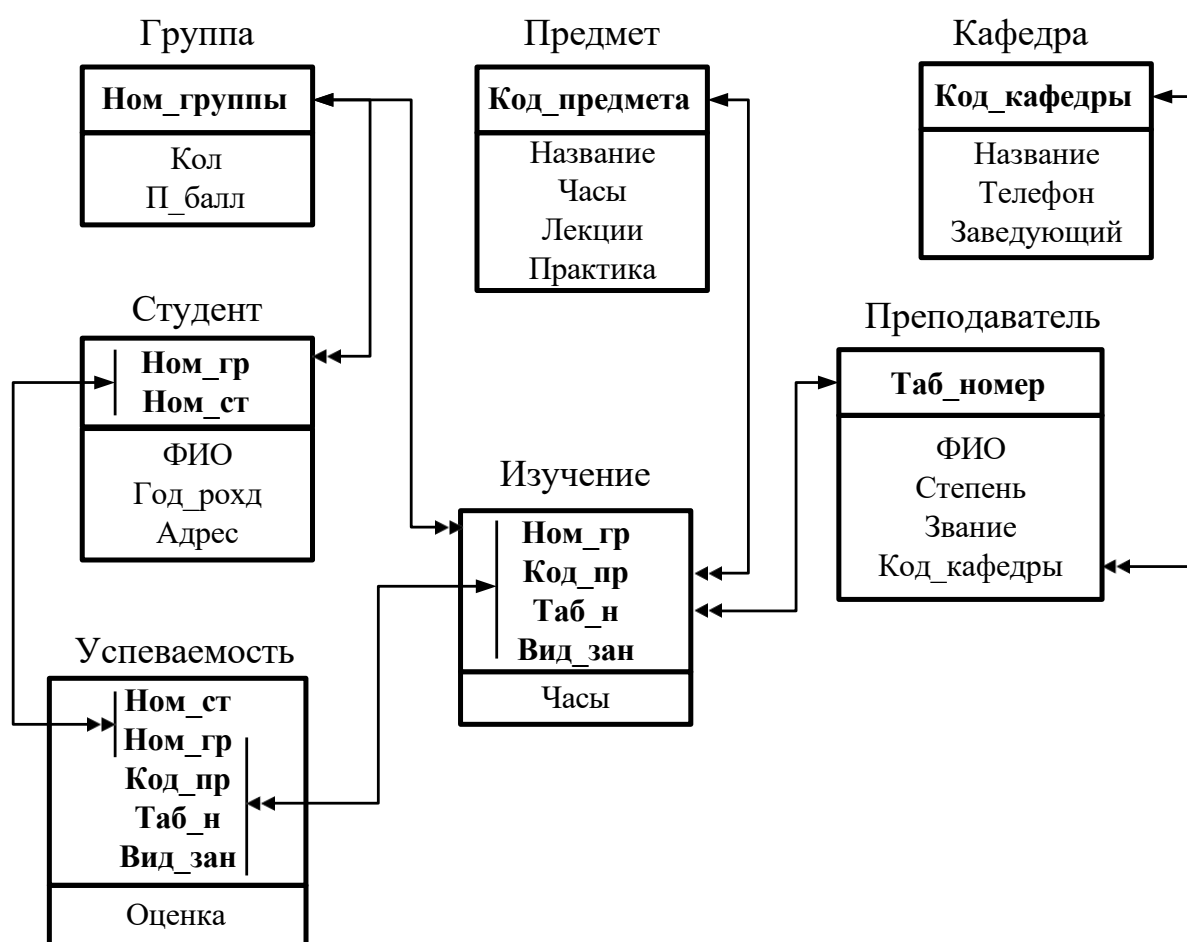 Группа
Ном_группы
Кол
П_балл
Предмет
Код_предмета
Название
Часы
Лекции
Практика
Кафедра
Код_кафедры
Название
Телефон
Заведующий
Студент
Ном_гр
Ном_ст
ФИО
Год_рохд
Адрес
Преподаватель
Таб_номер
ФИО
Степень
Звание
Код_кафедры
Изучение
Ном_гр
Код_пр
Таб_н
Вид_зан
Часы
Успеваемость
Ном_ст
Ном_гр
Код_пр
Таб_н
Вид_зан
Оценка